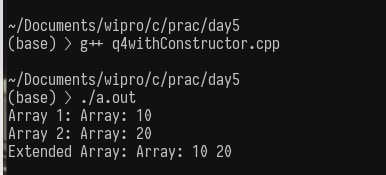 ~/Documents/wipro/c/prac/day5
(base) > g++ q4withConstructor.cpp
~/Documents/wipro/c/prac/day5
(base) > ./a.out
Array 1: Array: 10
Array 2: Array: 20
Extended Array: Array: 10 20